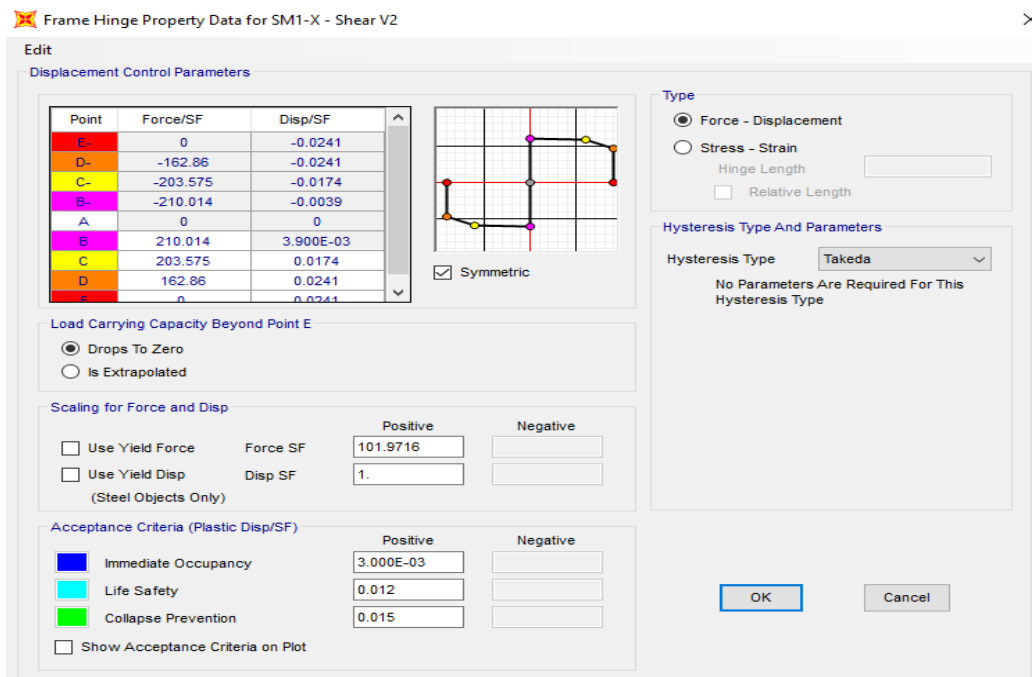 Frame Hinge Property Data for SM1-X - Shear V2
Edit
Displacement Control Parameters
Point Force/SF Disp/SF
E- 0 -0.0241
D- -162.86 -0.0241
C- -203.575 -0.0174
B- -210.014 -0.0039
A 0 0
B 210.014 3.900E-03
C 203.575 0.0174
D 162.86 0.0241
E 0 0.0241
Symmetric
Load Carrying Capacity Beyond Point E
Drops To Zero
Is Extrapolated
Scaling for Force and Disp
Positive Negative
Use Yield Force Force SF 101.9716
Use Yield Disp Disp SF 1.
(Steel Objects Only)
Acceptance Criteria (Plastic Disp/SF)
Positive Negative
Immediate Occupancy 3.000E-03
Life Safety 0.012
Collapse Prevention 0.015
Show Acceptance Criteria on Plot
Type
Force - Displacement
Stress - Strain
Hinge Length
Relative Length
Hysteresis Type And Parameters
Hysteresis Type Takeda
No Parameters Are Required For This
Hysteresis Type
OK Cancel